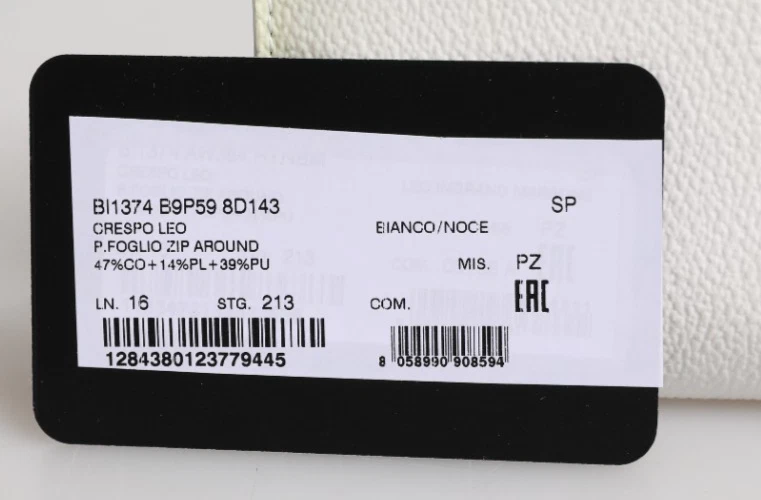 BI1374 B9P59 8D143 SP
CRESPO LEO BIANCO/NOCE
P.FOGLIO ZIP AROUND
47%CO+14%PL+39%PU MIS. PZ
LN. 16 STG. 213 COM. EAC
1284380123779445
8 058990 908594